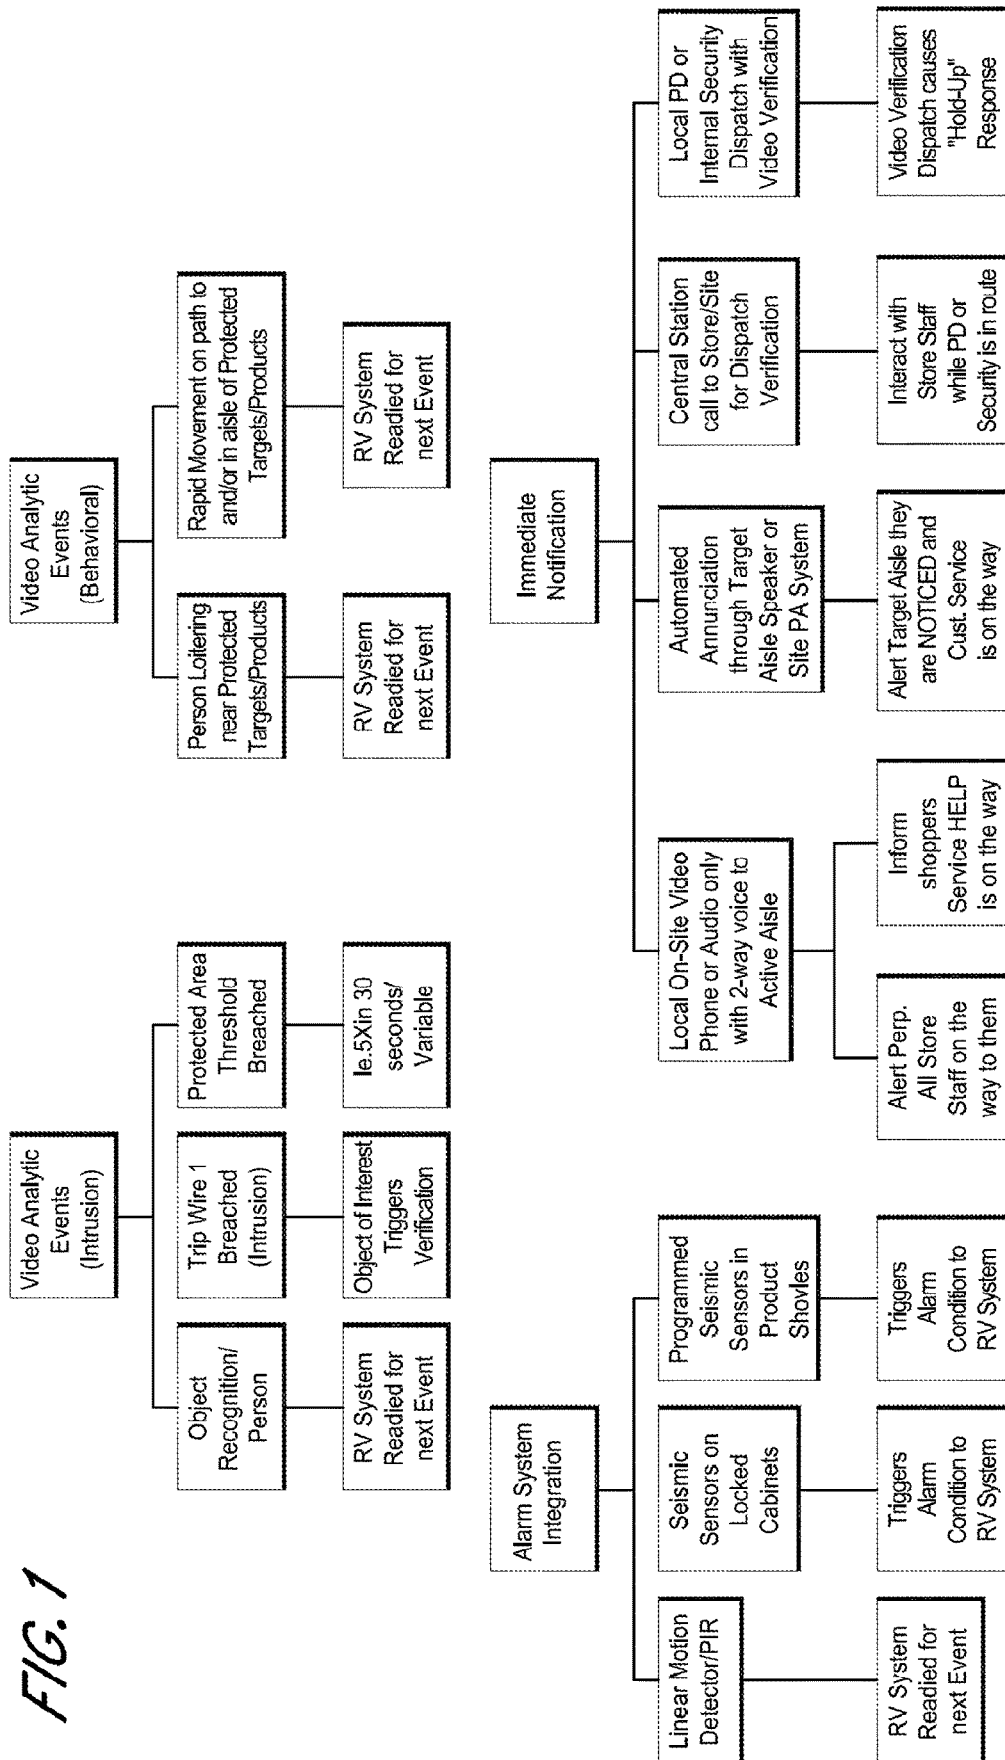 FIG. 1
Video Analytic
Events
(Intrusion)
Object
Recognition/
Person
RV System
Readied for
next Event
Trip Wire 1
Breached
(Intrusion)
Object of Interest
Triggers
Verification
Protected Area
Threshold
Breached
Ie.5Xin 30
seconds/
Variable
Video Analytic
Events
(Behavioral)
Person Loitering
near Protected
Targets/Products
RV System
Readied for
next Event
Rapid Movement on path to
and/or in aisle of Protected
Targets/Products
RV System
Readied for
next Event
Alarm System
Integration
Linear Motion
Detector/PIR
RV System
Readied for
next Event
Seismic
Sensors on
Locked
Cabinets
Triggers
Alarm
Condition to
RV System
Programmed
Seismic
Sensors in
Product
Shovles
Triggers
Alarm
Condition to
RV System
Immediate
Notification
Local On-Site Video
Phone or Audio only
with 2-way voice to
Active Aisle
Alert Perp.
All Store
Staff on the
way to them
Inform
shoppers
Service HELP
is on the way
Automated
Annunciation
through Target
Aisle Speaker or
Site PA System
Alert Target Aisle they
are NOTICED and
Cust. Service
is on the way
Central Station
call to Store/Site
for Dispatch
Verification
Interact with
Store Staff
while PD or
Security is in route
Local PD or
Internal Security
Dispatch with
Video Verification
Video Verification
Dispatch causes
"Hold-Up"
Response